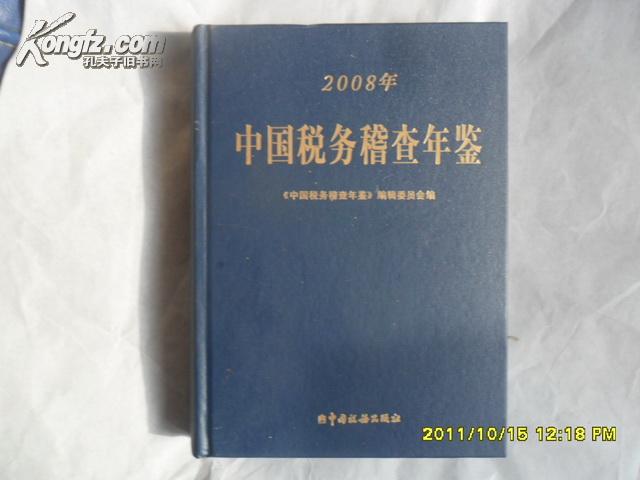 Kongfz.com
孔夫子旧书网
2008年
中国税务稽查年鉴
《中国税务稽查年鉴》编辑委员会编
中国税务出版社
2011/10/15 12:18 PM